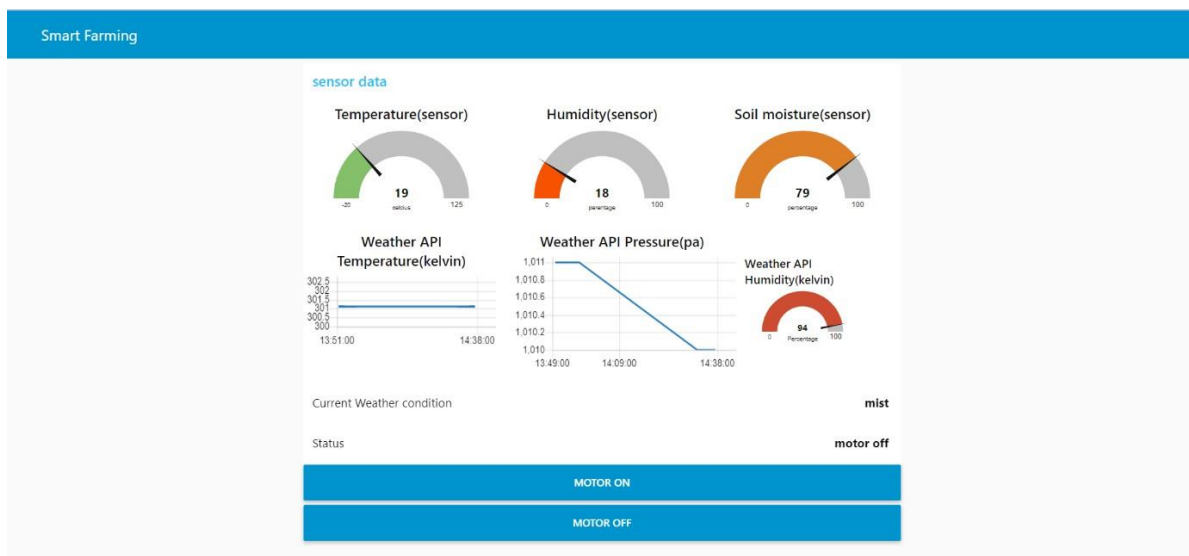 Smart Farming
sensor data
Temperature(sensor)
19
celsius
-20
125
Humidity(sensor)
18
percentage
0
100
Soil moisture(sensor)
79
percentage
0
100
Weather API
Temperature(kelvin)
302.5
302
301.5
301
300.5
300
13:51:00
14:38:00
Weather API Pressure(pa)
1,011
1,010.8
1,010.6
1,010.4
1,010.2
1,010
13:49:00
14:09:00
14:38:00
Weather API
Humidity(kelvin)
94
Percentage
0
100
Current Weather condition
mist
Status
motor off
MOTOR ON
MOTOR OFF